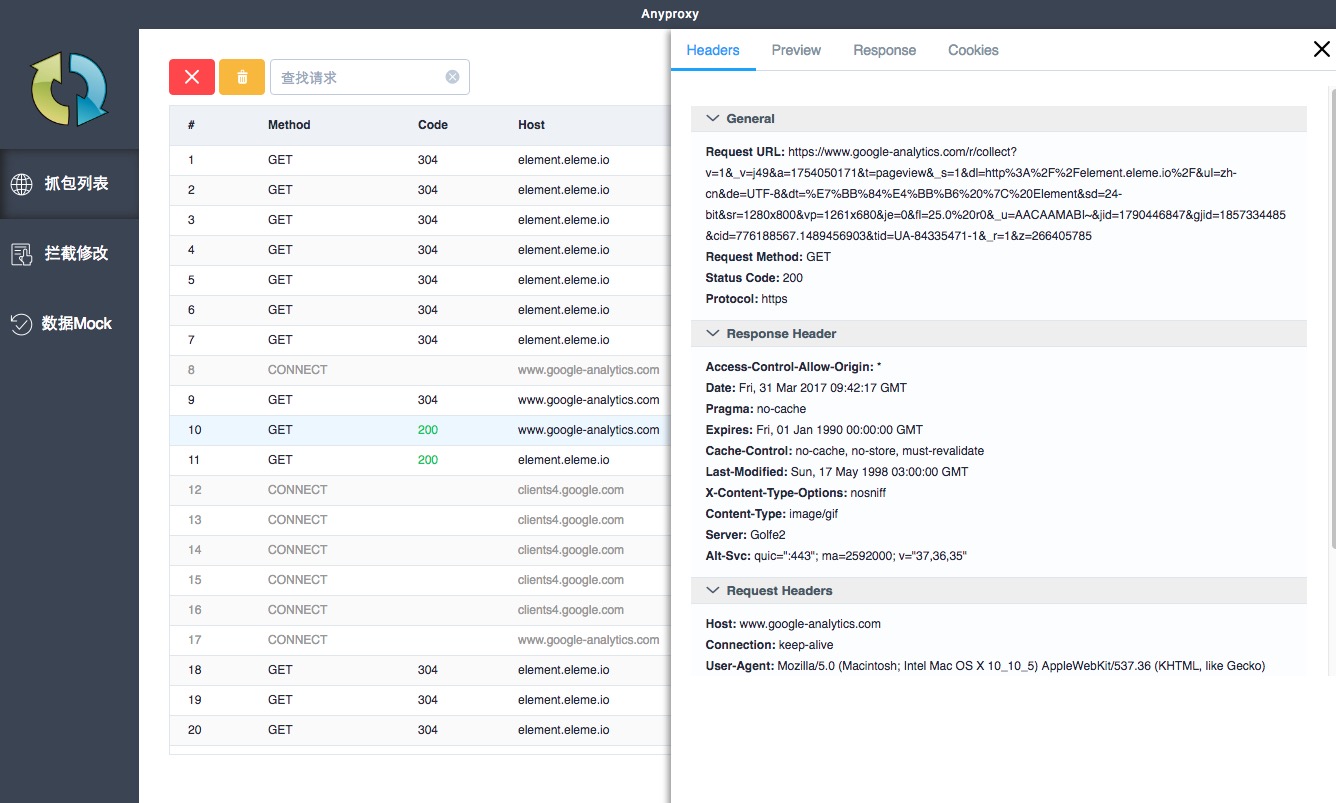 Anyproxy
抓包列表
拦截修改
数据Mock
查找请求
# Method Code Host
1 GET 304 element.eleme.io
2 GET 304 element.eleme.io
3 GET 304 element.eleme.io
4 GET 304 element.eleme.io
5 GET 304 element.eleme.io
6 GET 304 element.eleme.io
7 GET 304 element.eleme.io
8 CONNECT www.google-analytics.com
9 GET 304 www.google-analytics.com
10 GET 200 www.google-analytics.com
11 GET 200 element.eleme.io
12 CONNECT clients4.google.com
13 CONNECT clients4.google.com
14 CONNECT clients4.google.com
15 CONNECT clients4.google.com
16 CONNECT clients4.google.com
17 CONNECT www.google-analytics.com
18 GET 304 element.eleme.io
19 GET 304 element.eleme.io
20 GET 304 element.eleme.io
Headers Preview Response Cookies
General
Request URL: https://www.google-analytics.com/r/collect?
v=1&_v=j49&a=1754050171&t=pageview&_s=1&dl=http%3A%2F%2Felement.eleme.io%2F&ul=zh-
cn&de=UTF-8&dt=%E7%BB%84%E4%BB%B6%20%7C%20Element&sd=24-
bit&sr=1280x800&vp=1261x680&je=0&fl=25.0%20r0&_u=AACAAMABI~&jid=1790446847&gjid=1857334485
&cid=776188567.1489456903&tid=UA-84335471-1&_r=1&z=266405785
Request Method: GET
Status Code: 200
Protocol: https
Response Header
Access-Control-Allow-Origin: *
Date: Fri, 31 Mar 2017 09:42:17 GMT
Pragma: no-cache
Expires: Fri, 01 Jan 1990 00:00:00 GMT
Cache-Control: no-cache, no-store, must-revalidate
Last-Modified: Sun, 17 May 1998 03:00:00 GMT
X-Content-Type-Options: nosniff
Content-Type: image/gif
Server: Golfe2
Alt-Svc: quic=":443"; ma=2592000; v="37,36,35"
Request Headers
Host: www.google-analytics.com
Connection: keep-alive
User-Agent: Mozilla/5.0 (Macintosh; Intel Mac OS X 10_10_5) AppleWebKit/537.36 (KHTML, like Gecko)